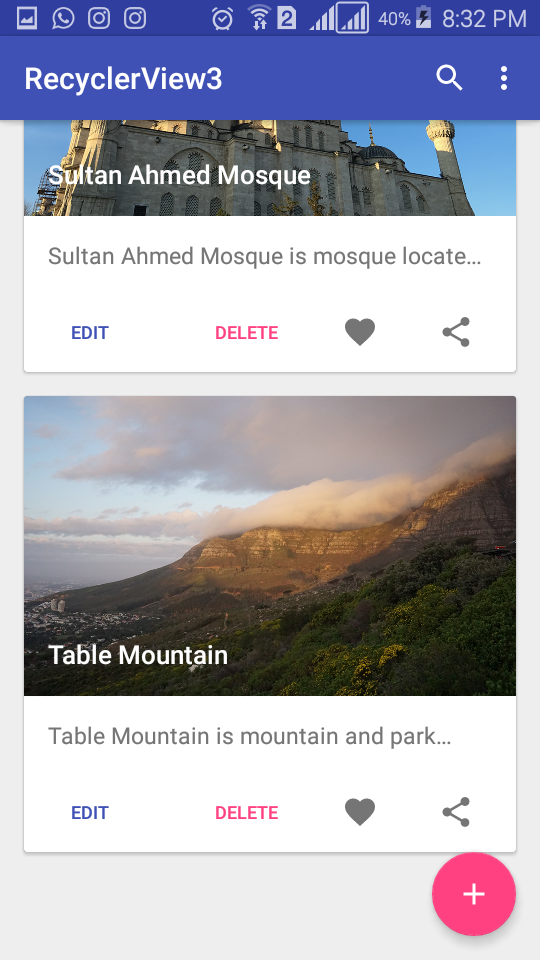 2 40% 8:32 PM
RecyclerView3
Sultan Ahmed Mosque
Sultan Ahmed Mosque is mosque locate...
EDIT DELETE
Table Mountain
Table Mountain is mountain and park...
EDIT DELETE